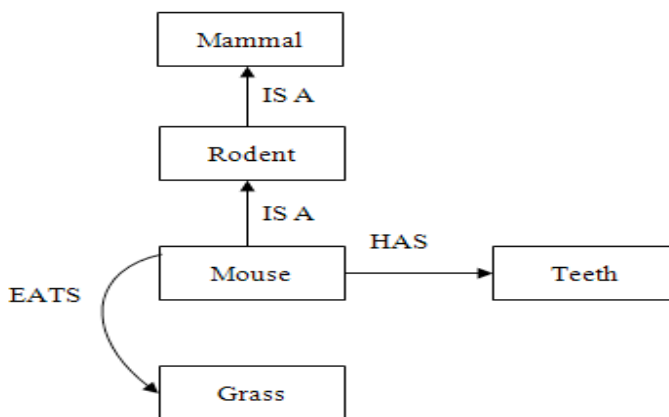 Mammal
IS A
Rodent
IS A
HAS
Mouse
Teeth
EATS
Grass